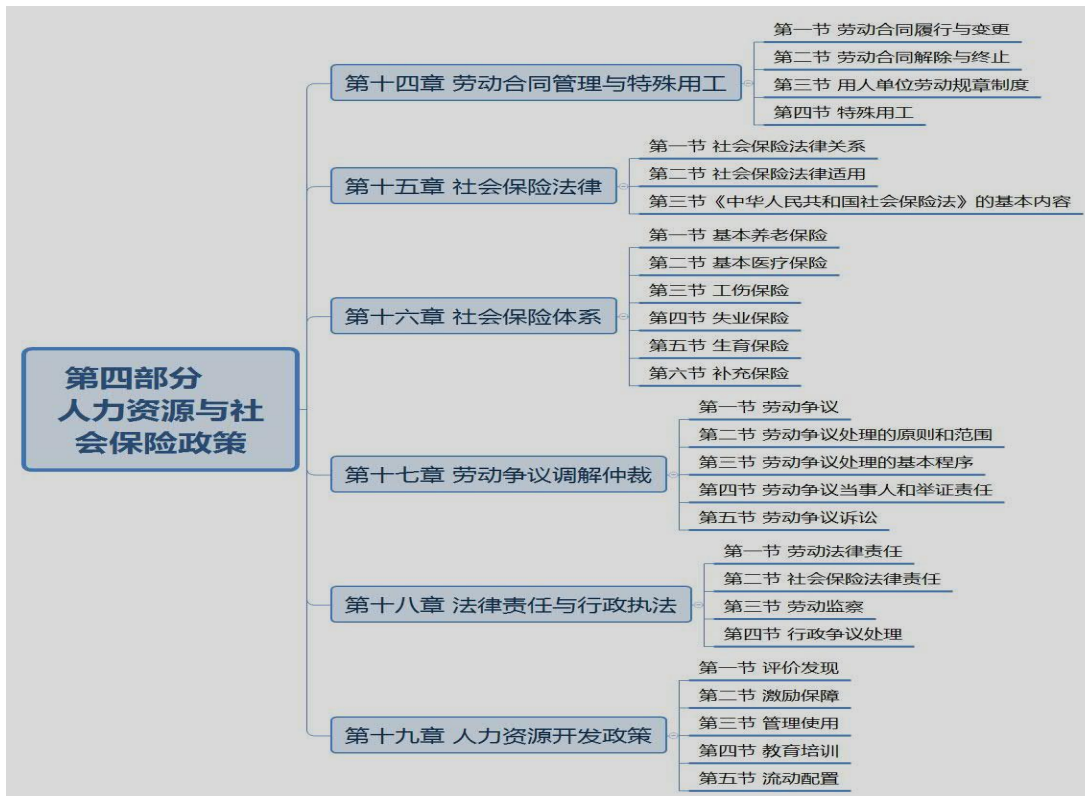 第四部分
人力资源与社
会保险政策
第十四章 劳动合同管理与特殊用工
第一节 劳动合同履行与变更
第二节 劳动合同解除与终止
第三节 用人单位劳动规章制度
第四节 特殊用工
第十五章 社会保险法律
第一节 社会保险法律关系
第二节 社会保险法律适用
第三节《中华人民共和国社会保险法》的基本内容
第十六章 社会保险体系
第一节 基本养老保险
第二节 基本医疗保险
第三节 工伤保险
第四节 失业保险
第五节 生育保险
第六节 补充保险
第十七章 劳动争议调解仲裁
第一节 劳动争议
第二节 劳动争议处理的原则和范围
第三节 劳动争议处理的基本程序
第四节 劳动争议当事人和举证责任
第五节 劳动争议诉讼
第十八章 法律责任与行政执法
第一节 劳动法律责任
第二节 社会保险法律责任
第三节 劳动监察
第四节 行政争议处理
第十九章 人力资源开发政策
第一节 评价发现
第二节 激励保障
第三节 管理使用
第四节 教育培训
第五节 流动配置